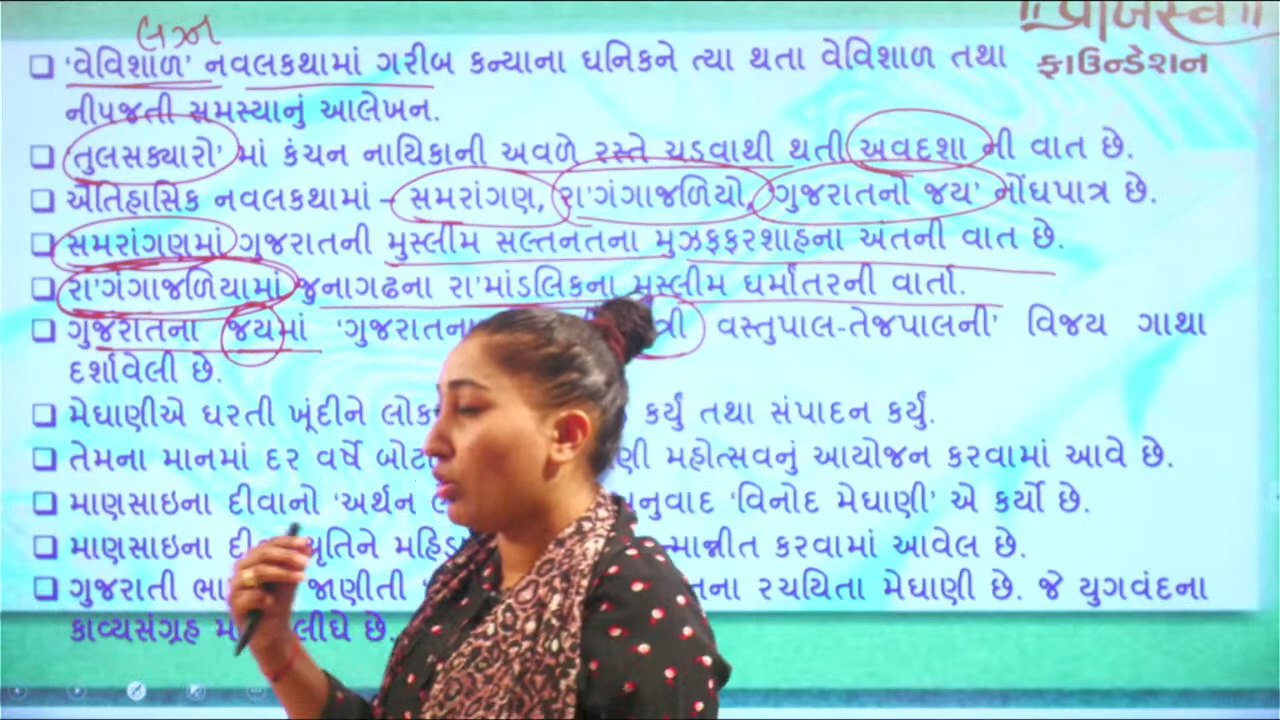 લગ્ન
॥ प्राजस्व ॥
ફાઉન્ડેશન
❑ 'વેવિશાળ' નવલકથામાં ગરીબ કન્યાના ધનિકને ત્યા થતા વેવિશાળ તથા
નીપજતી સમસ્યાનું આલેખન.
❑ તુલસક્યારો' માં કંચન નાયિકાની અવળે રસ્તે ચડવાથી થતી અવદશા ની વાત છે.
❑ ઐતિહાસિક નવલકથામાં - સમરાંગણ, રા'ગંગાજળિયો, ગુજરાતનો જય' નોંધપાત્ર છે.
❑ સમરાંગણમાં ગુજરાતની મુસ્લીમ સલ્તનતના મુઝફફરશાહના અંતની વાત છે.
❑ રા'ગંગાજળિયામાં જુનાગઢના રા'માંડલિકના મુસ્લીમ ધર્માંતરની વાર્તા.
❑ ગુજરાતના જયમાં 'ગુજરાતના ત્રી વસ્તુપાલ-તેજપાલની' વિજય ગાથા
દર્શાવેલી છે.
❑ મેઘાણીએ ધરતી ખૂંદીને કર્યું તથા સંપાદન કર્યું.
❑ તેમના માનમાં દર વર્ષે મહોત્સવનું આયોજન કરવામાં આવે છે.
❑ માણસાઇના દીવાનો 'અર્થન 'વિનોદ મેઘાણી' એ કર્યો છે.
❑ માણસાઇના કરવામાં આવેલ છે.
❑ ગુજરાતી જાણીતી રચયિતા મેઘાણી છે. જે યુગવંદના
કાવ્યસંગ્રહ લીધે છે.